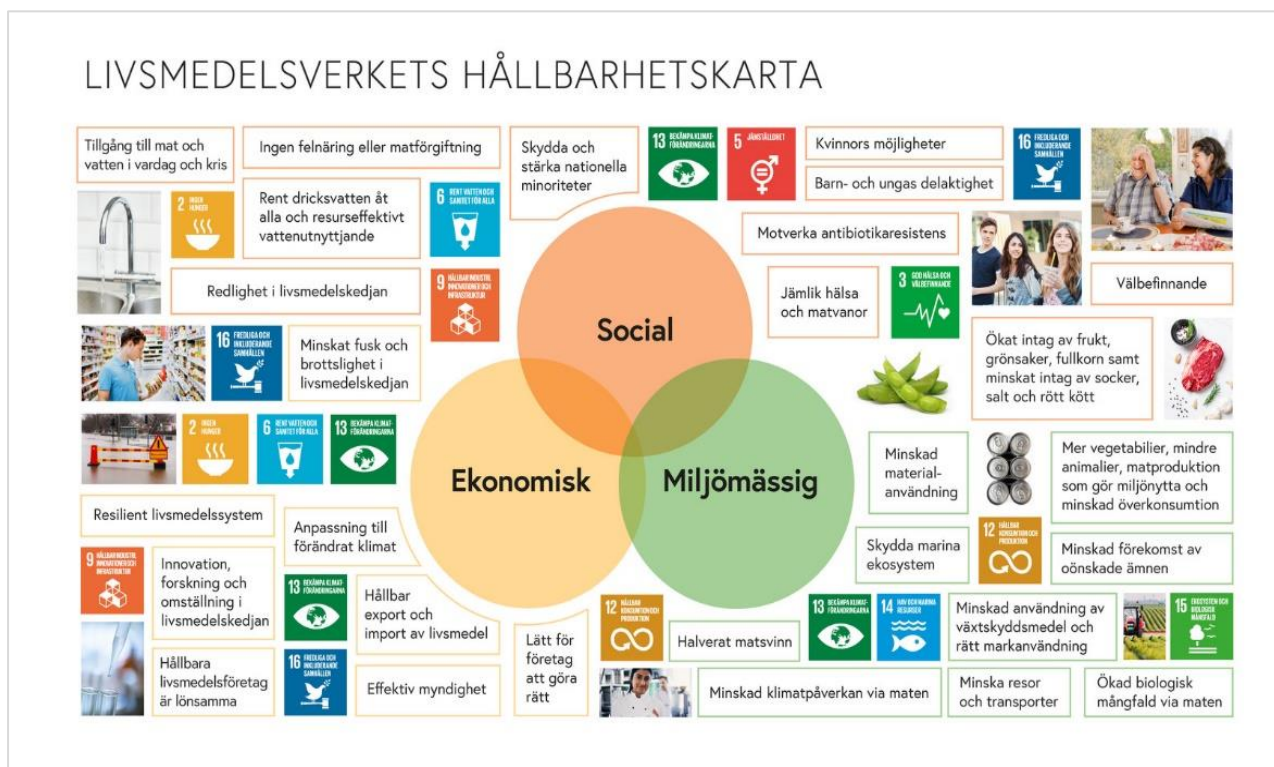 LIVSMEDELSVERKETS HÅLLBARHETSKARTA
Tillgång till mat och
vatten i vardag och kris
Ingen felnäring eller matförgiftning
Skydda och
stärka nationella
minoriteter
13 BEKÄMPA KLIMAT-
FÖRÄNDRINGARNA
5 JÄMSTÄLLDHET
Kvinnors möjligheter
Barn- och ungas delaktighet
16 FREDLIGA OCH
INKLUDERANDE
SAMHÄLLEN
2 INGEN
HUNGER
Rent dricksvatten åt
alla och resurseffektivt
vattenutnyttjande
6 RENT VATTEN OCH
SANITET FÖR ALLA
Motverka antibiotikaresistens
Redlighet i livsmedelskedjan
9 HÅLLBAR INDUSTRI,
INNOVATIONER OCH
INFRASTRUKTUR
Jämlik hälsa
och matvanor
3 GOD HÄLSA OCH
VÄLBEFINNANDE
Välbefinnande
Social
16 FREDLIGA OCH
INKLUDERANDE
SAMHÄLLEN
Minskat fusk och
brottslighet i
livsmedelskedjan
Ökat intag av frukt,
grönsaker, fullkorn samt
minskat intag av socker,
salt och rött kött
2 INGEN
HUNGER
6 RENT VATTEN OCH
SANITET FÖR ALLA
13 BEKÄMPA KLIMAT-
FÖRÄNDRINGARNA
Ekonomisk
Miljömässig
Minskad
material-
användning
Mer vegetabilier, mindre
animalier, matproduktion
som gör miljönytta och
minskad överkonsumtion
Resilient livsmedelssystem
Anpassning till
förändrat klimat
Skydda marina
ekosystem
12 HÅLLBAR
KONSUMTION OCH
PRODUKTION
Minskad förekomst av
oönskade ämnen
9 HÅLLBAR INDUSTRI,
INNOVATIONER OCH
INFRASTRUKTUR
Innovation,
forskning och
omställning i
livsmedelskedjan
13 BEKÄMPA KLIMAT-
FÖRÄNDRINGARNA
Hållbar
export och
import av livsmedel
Lätt för
företag
att göra
rätt
12 HÅLLBAR
KONSUMTION OCH
PRODUKTION
Halverat matsvinn
13 BEKÄMPA KLIMAT-
FÖRÄNDRINGARNA
14 HAV OCH MARINA
RESURSER
Minskad användning av
växtskyddsmedel och
rätt markanvändning
15 EKOSYSTEM OCH
BIOLOGISK
MÅNGFALD
Hållbara
livsmedelsföretag
är lönsamma
16 FREDLIGA OCH
INKLUDERANDE
SAMHÄLLEN
Effektiv myndighet
Minskad klimatpåverkan via maten
Minska resor
och transporter
Ökad biologisk
mångfald via maten